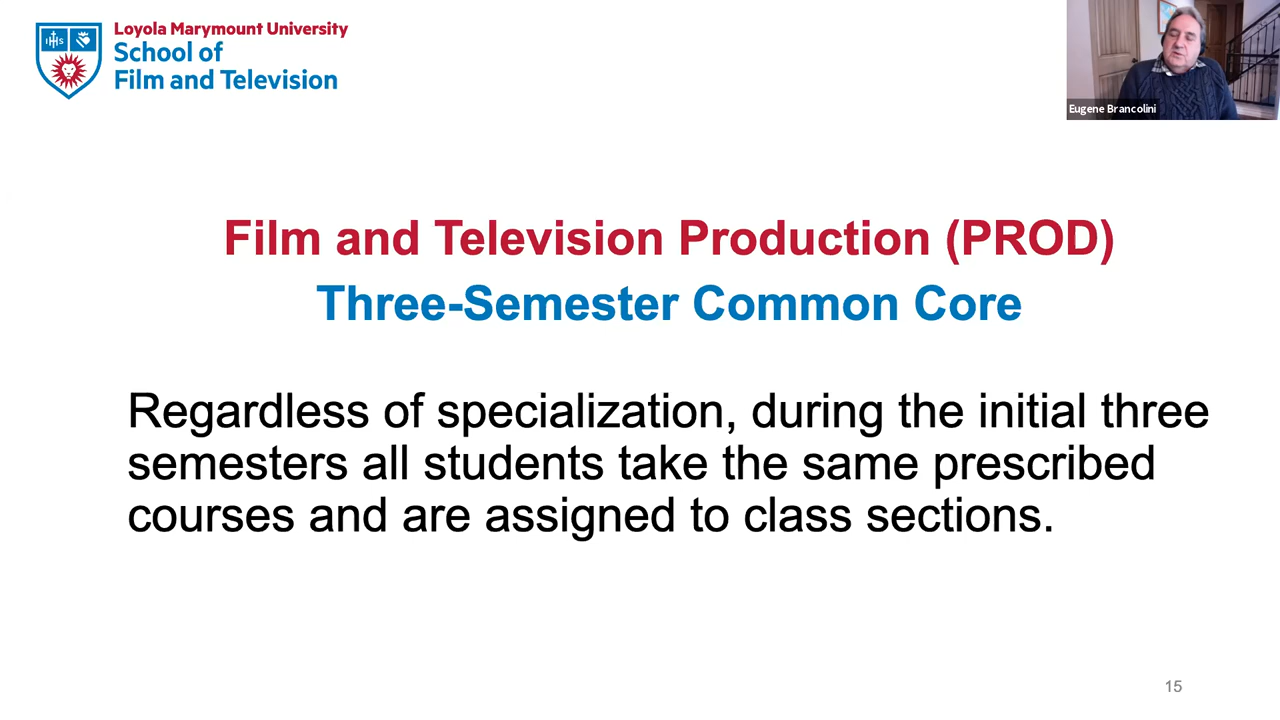 Loyola Marymount University
School of
Film and Television
IHS
Eugene Brancolini
Film and Television Production (PROD)
Three-Semester Common Core
Regardless of specialization, during the initial three
semesters all students take the same prescribed
courses and are assigned to class sections.
15